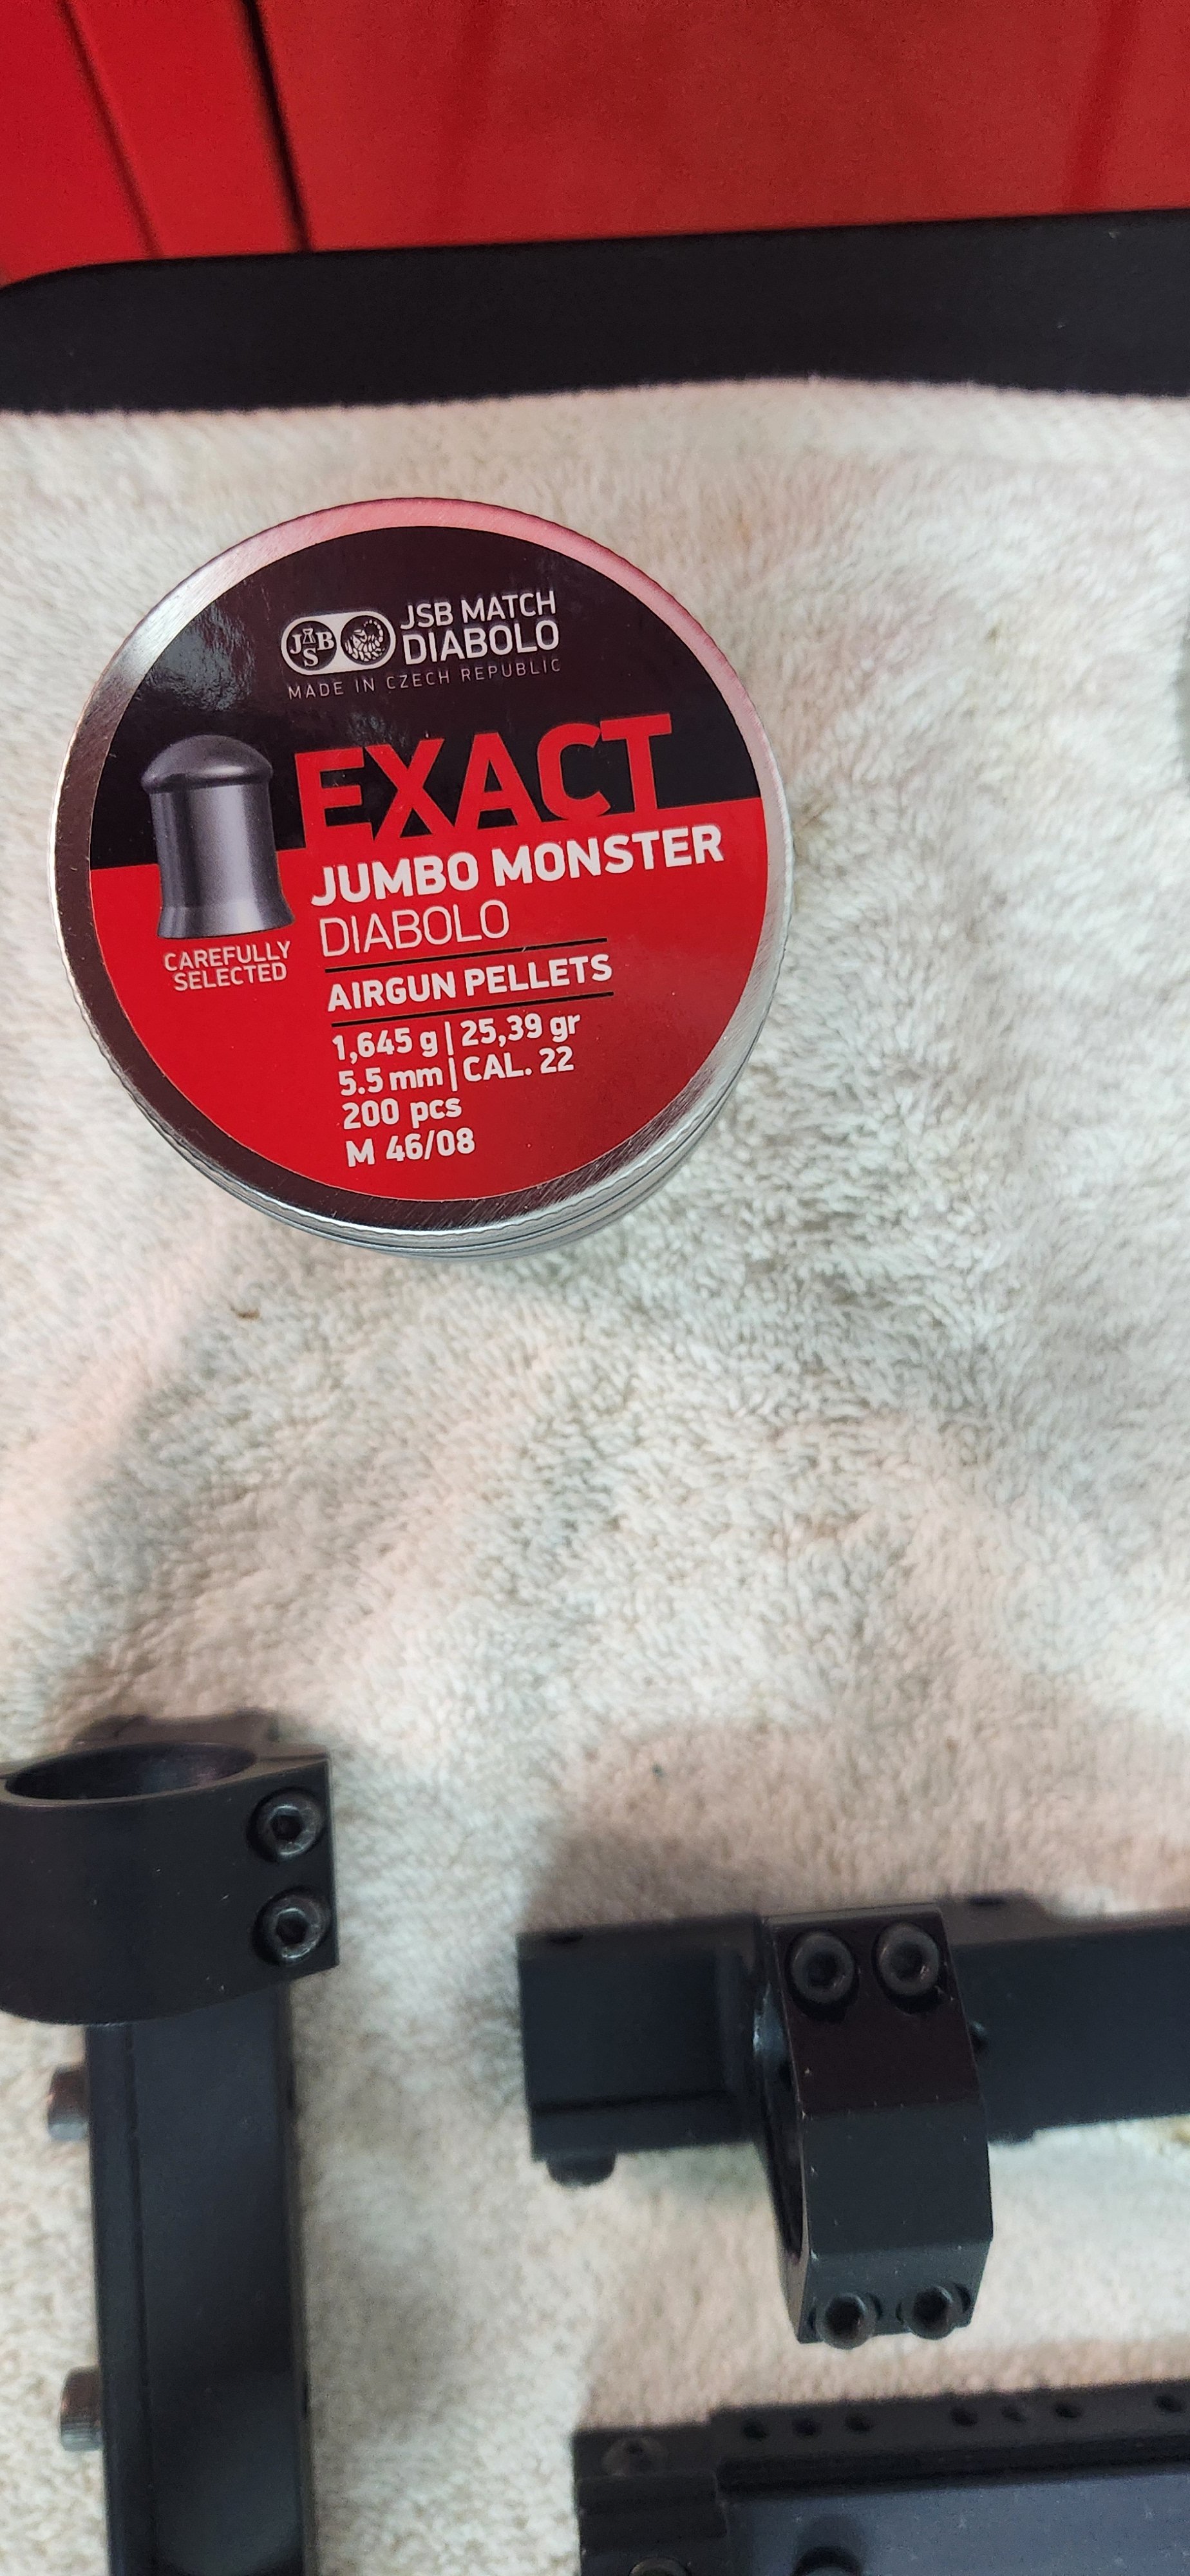 JSB
JSB MATCH
DIABOLO
MADE IN CZECH REPUBLIC
EXACT
JUMBO MONSTER
DIABOLO
CAREFULLY
SELECTED
AIRGUN PELLETS
1,645 g | 25,39 gr
5.5 mm | CAL. 22
200 pcs
M 46/08